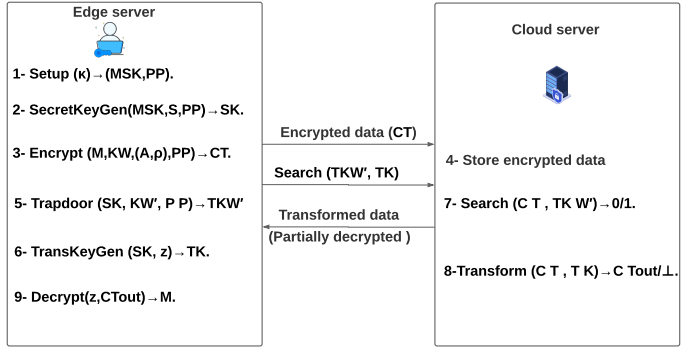 Edge server
1- Setup (κ)→(MSK,PP).
2- SecretKeyGen(MSK,S,PP)→SK.
3- Encrypt (M,KW,(A,ρ),PP)→CT.
5- Trapdoor (SK, KW′, P P)→TKW′
6- TransKeyGen (SK, z)→TK.
9- Decrypt(z,CTout)→M.
Encrypted data (CT)
Search (TKW′, TK)
Transformed data
(Partially decrypted )
Cloud server
4- Store encrypted data
7- Search (C T , TK W′)→0/1.
8-Transform (C T , T K)→C Tout/⊥.